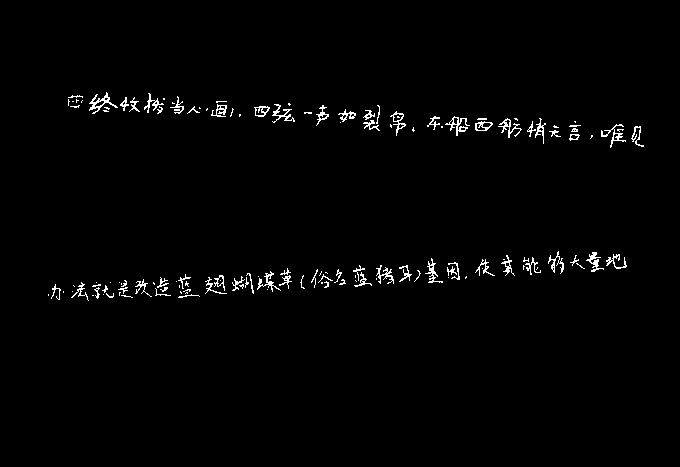 曲终收拨当心画，四弦一声如裂帛。东船西舫悄无言，唯见
办法就是改造蓝翅蝴蝶草(俗名蓝猪耳)基因，使其能够大量地